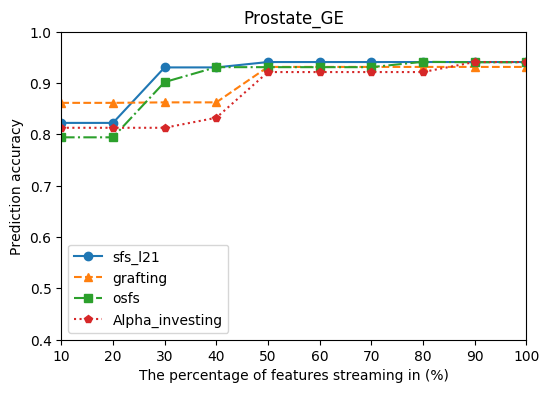 Prostate_GE
1.0
0.9
0.8
0.7
0.6
0.5
0.4
Prediction accuracy
sfs_l21
grafting
osfs
Alpha_investing
10 20 30 40 50 60 70 80 90 100
The percentage of features streaming in (%)